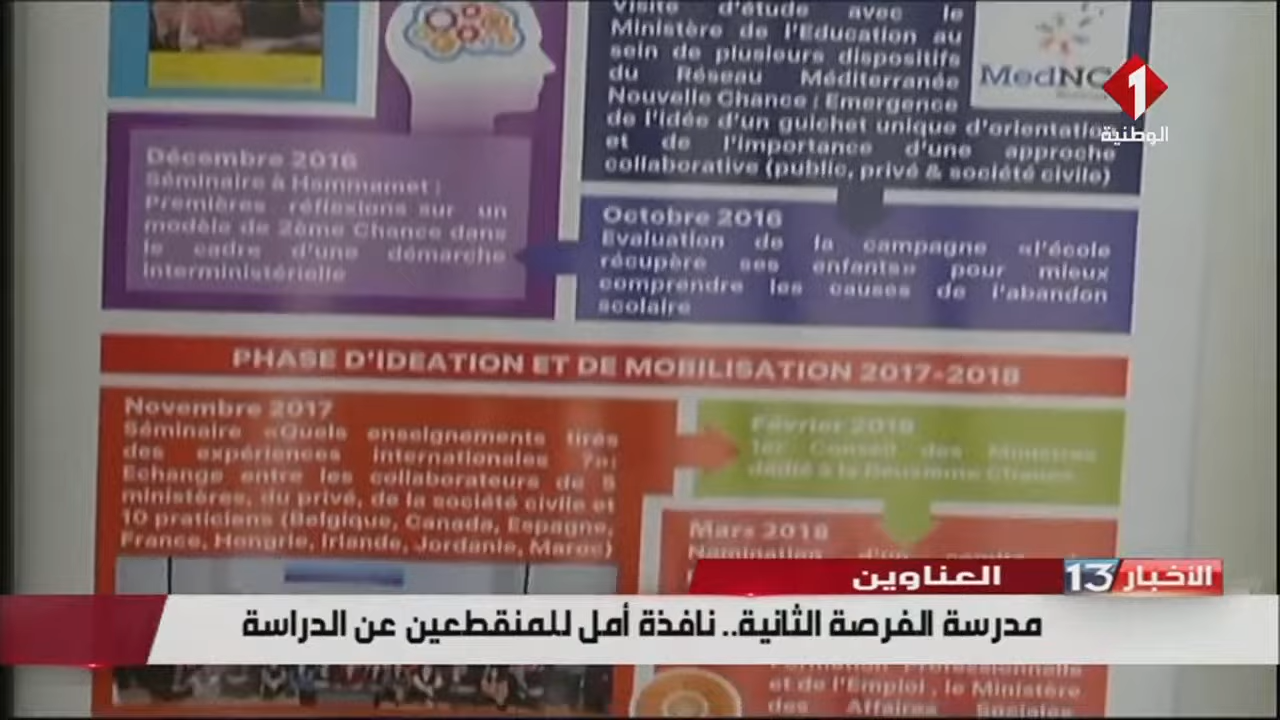 Visite d'étude avec le
Ministère de l'Education au
sein de plusieurs dispositifs
du Réseau Méditerranée
Nouvelle Chance : Emergence
de l'idée d'un guichet unique d'orientation
et de l'importance d'une approche
collaborative (public, privé & société civile)
MedNC
1
الوطنية
Octobre 2016
Evaluation de la campagne «l'école
récupère ses enfants» pour mieux
comprendre les causes de l'abandon
scolaire
Décembre 2016
Séminaire à Hammamet :
Premières réflexions sur un
modèle de 2ème Chance dans
le cadre d'une démarche
interministérielle
PHASE D'IDEATION ET DE MOBILISATION 2017-2018
Novembre 2017
Séminaire «Quels enseignements tirés
des expériences internationales ?»:
Echange entre les collaborateurs de 5
ministères, du privé, de la société civile et
10 praticiens (Belgique, Canada, Espagne,
France, Hongrie, Irlande, Jordanie, Maroc)
Février 2018
1er Conseil des Ministres
dédié à la Deuxième Chance
Mars 2018
Nomination d'un comité
الأخبار 13
العناوين
مدرسة الفرصة الثانية.. نافذة أمل للمنقطعين عن الدراسة
Formation Professionnelle
et de l'Emploi, le Ministère
des Affaires Sociales